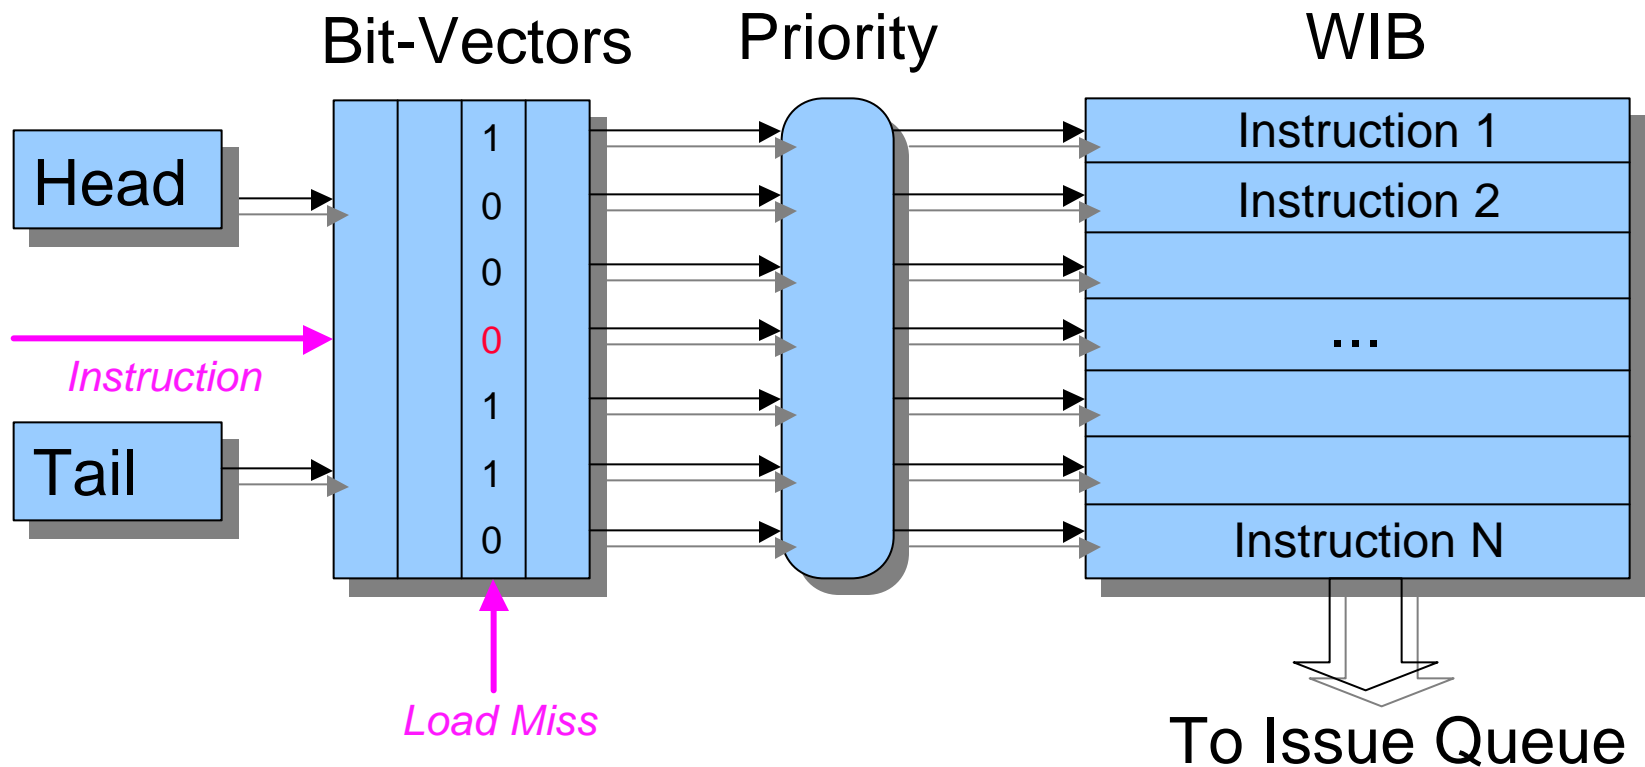 Bit-Vectors Priority WIB
Head
Tail
Instruction
Load Miss
1
0
0
0
1
1
0
Instruction 1
Instruction 2
...
Instruction N
To Issue Queue